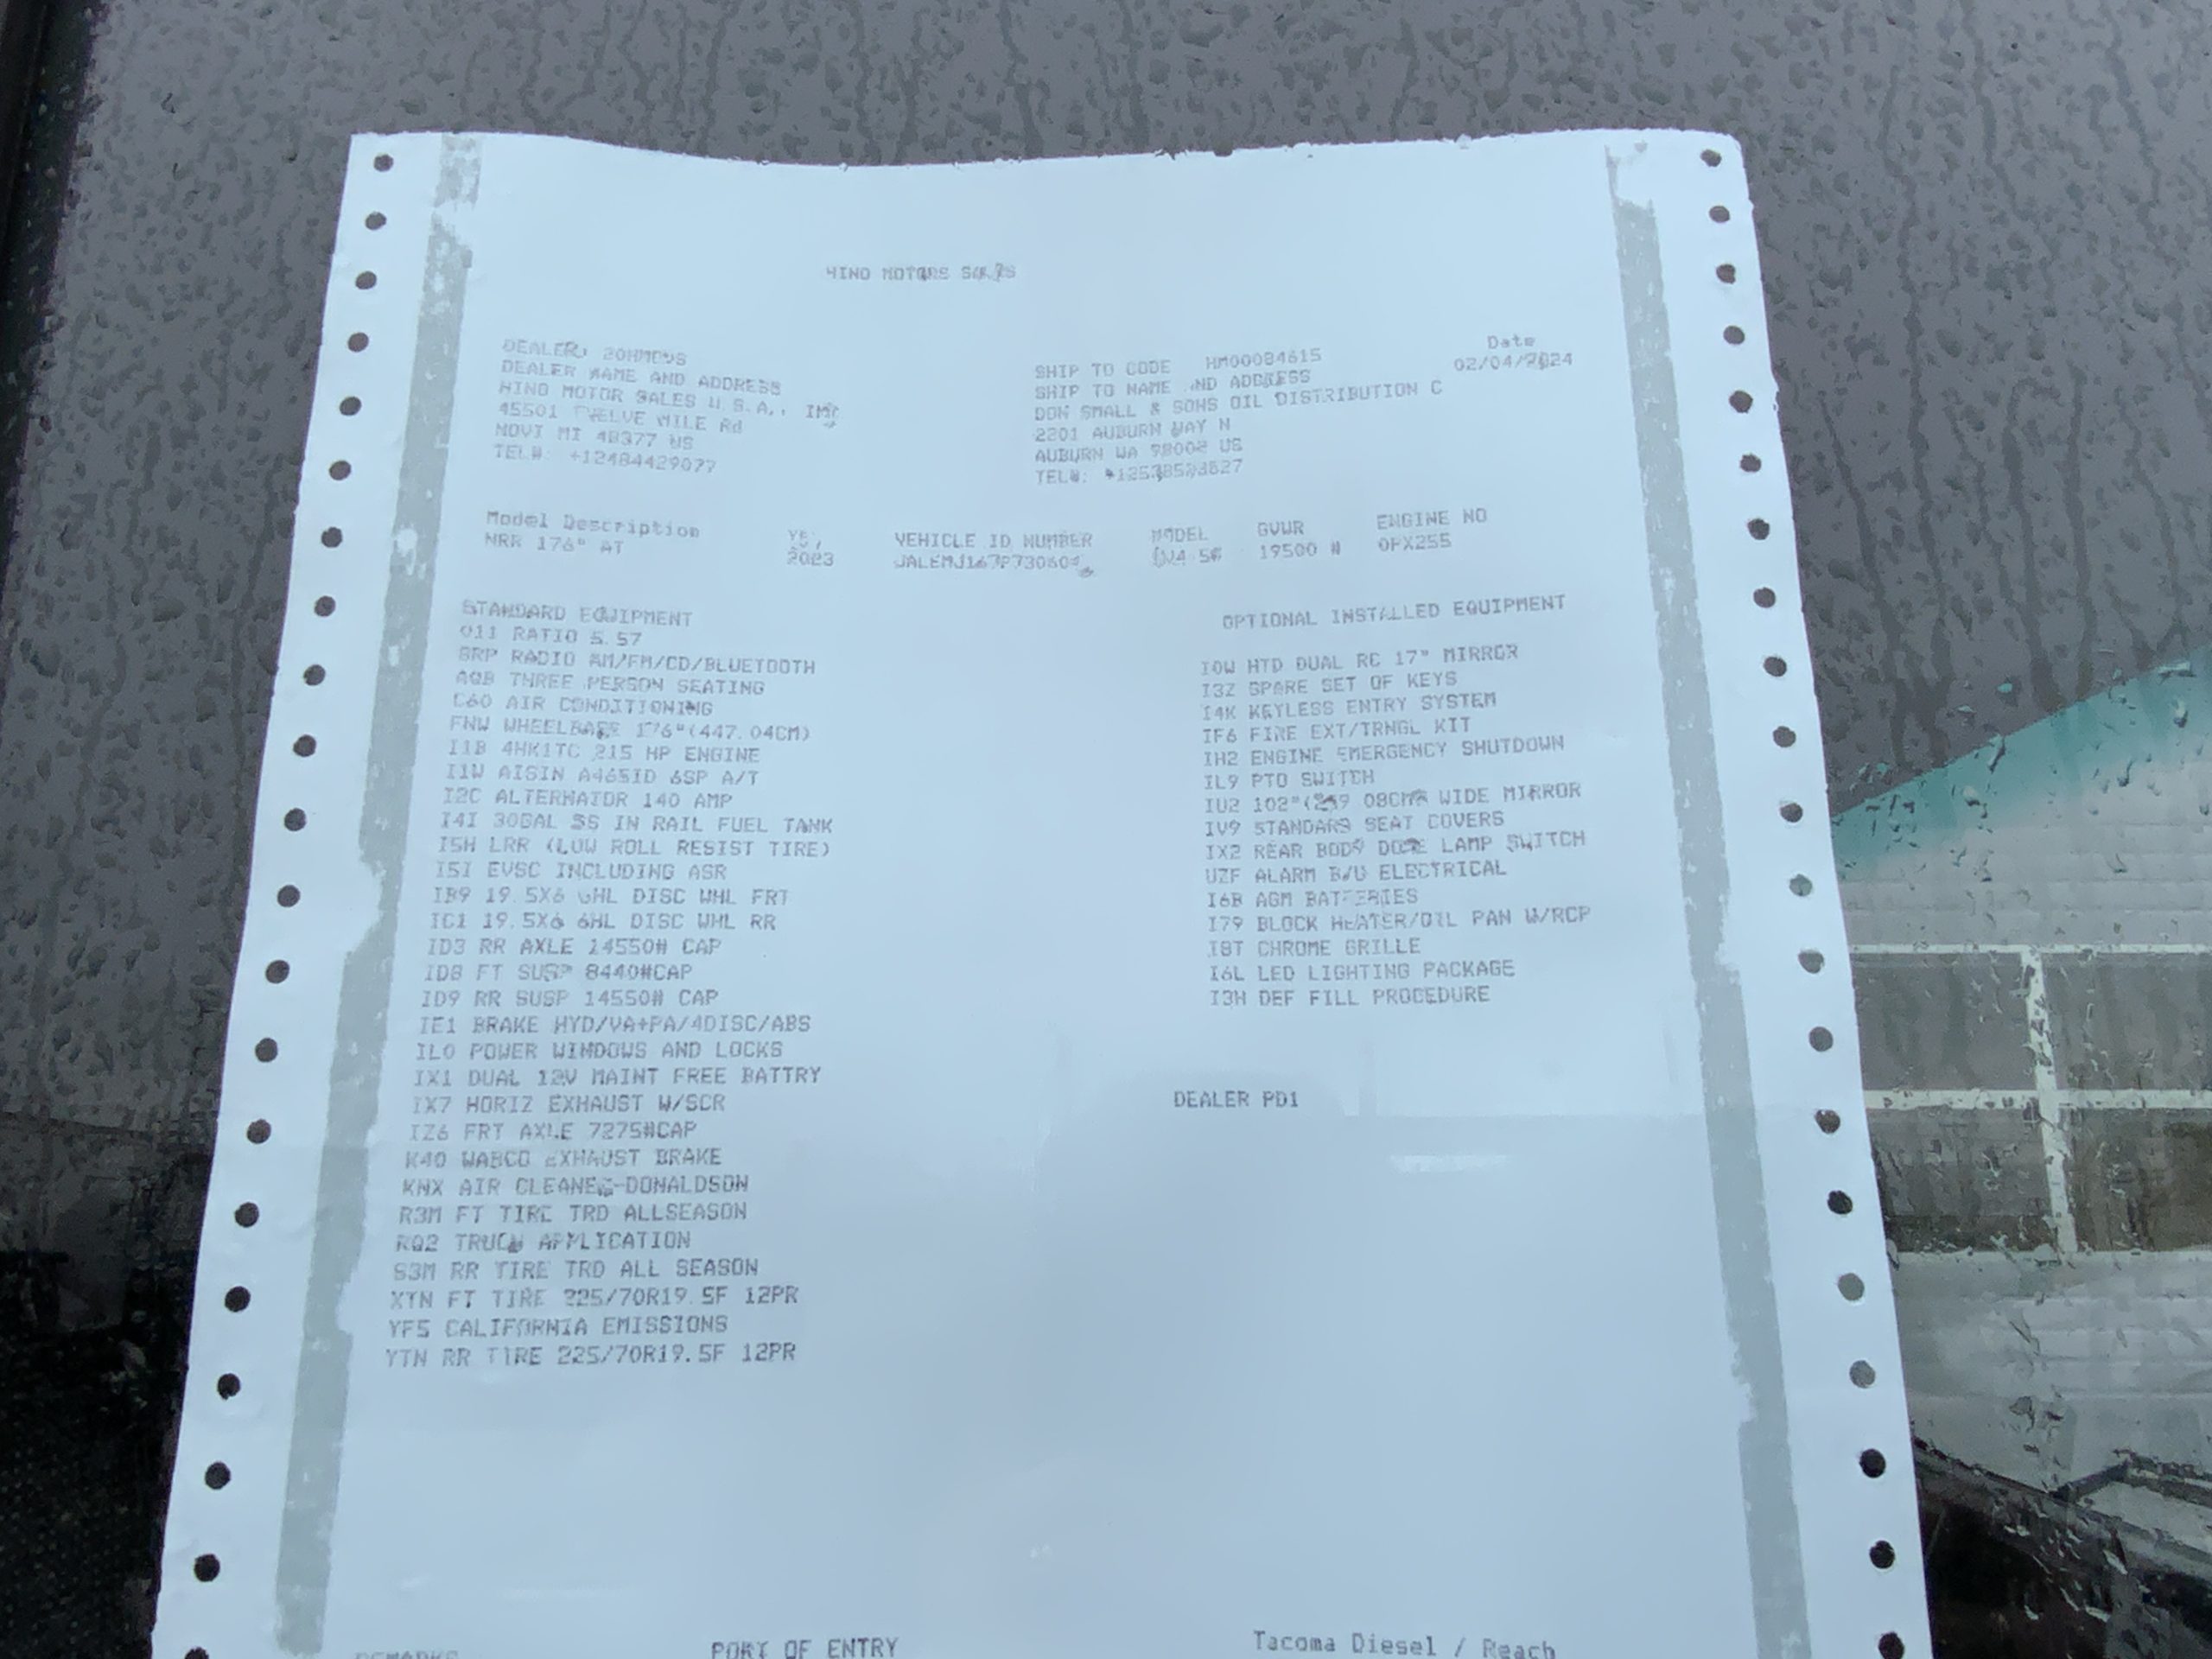 HINO MOTORS SALES
DEALER:
DEALER NAME AND ADDRESS
HINO MOTOR SALES U.S.A., INC
45501 TWELVE MILE Rd
NOVI MI 48377 US
TEL#: +12484429077
SHIP TO CODE HM00084615
SHIP TO NAME AND ADDRESS
DON SMALL & SONS OIL DISTRIBUTION C
2201 AUBURN WAY N
AUBURN WA 98002 US
TEL#:
Date
02/04/2024
Model Description VEHICLE ID NUMBER MODEL GVWR ENGINE NO
NRR 176" AT 2023 19500 # 0PX255
STANDARD EQUIPMENT
011 RATIO 5.57
8RP RADIO AM/FM/CD/BLUETOOTH
AQB THREE PERSON SEATING
C60 AIR CONDITIONING
FNW WHEELBASE 176"(447.04CM)
I1B 4HK1TC 215 HP ENGINE
I1W AISIN A465ID 6SP A/T
I2C ALTERNATOR 140 AMP
I4I 30GAL SS IN RAIL FUEL TANK
I5H LRR (LOW ROLL RESIST TIRE)
I5I EVSC INCLUDING ASR
IB9 19.5X6 6HL DISC WHL FRT
IC1 19.5X6 6HL DISC WHL RR
ID3 RR AXLE 14550# CAP
ID8 FT SUSP 8440#CAP
ID9 RR SUSP 14550# CAP
IE1 BRAKE HYD/VA+PA/4DISC/ABS
IL0 POWER WINDOWS AND LOCKS
IX1 DUAL 12V MAINT FREE BATTRY
IX7 HORIZ EXHAUST W/SCR
IZ6 FRT AXLE 7275#CAP
K40 WABCO EXHAUST BRAKE
KNX AIR CLEANER-DONALDSON
R3M FT TIRE TRD ALLSEASON
RQ2 TRUCK APPLICATION
S3M RR TIRE TRD ALL SEASON
XTN FT TIRE 225/70R19.5F 12PR
YF5 CALIFORNIA EMISSIONS
YTN RR TIRE 225/70R19.5F 12PR
OPTIONAL INSTALLED EQUIPMENT
I0W HTD DUAL RC 17" MIRROR
I3Z SPARE SET OF KEYS
I4K KEYLESS ENTRY SYSTEM
IF6 FIRE EXT/TRNGL KIT
IH2 ENGINE EMERGENCY SHUTDOWN
IL9 PTO SWITCH
IU2 102"(259 08CM) WIDE MIRROR
IV9 STANDARD SEAT COVERS
IX2 REAR BODY DOME LAMP SWITCH
UZF ALARM B/U ELECTRICAL
I6B AGM BATTERIES
I79 BLOCK HEATER/OIL PAN W/RCP
I8T CHROME GRILLE
I6L LED LIGHTING PACKAGE
I3H DEF FILL PROCEDURE
DEALER PD1
REMARKS PORT OF ENTRY Tacoma Diesel / Reach